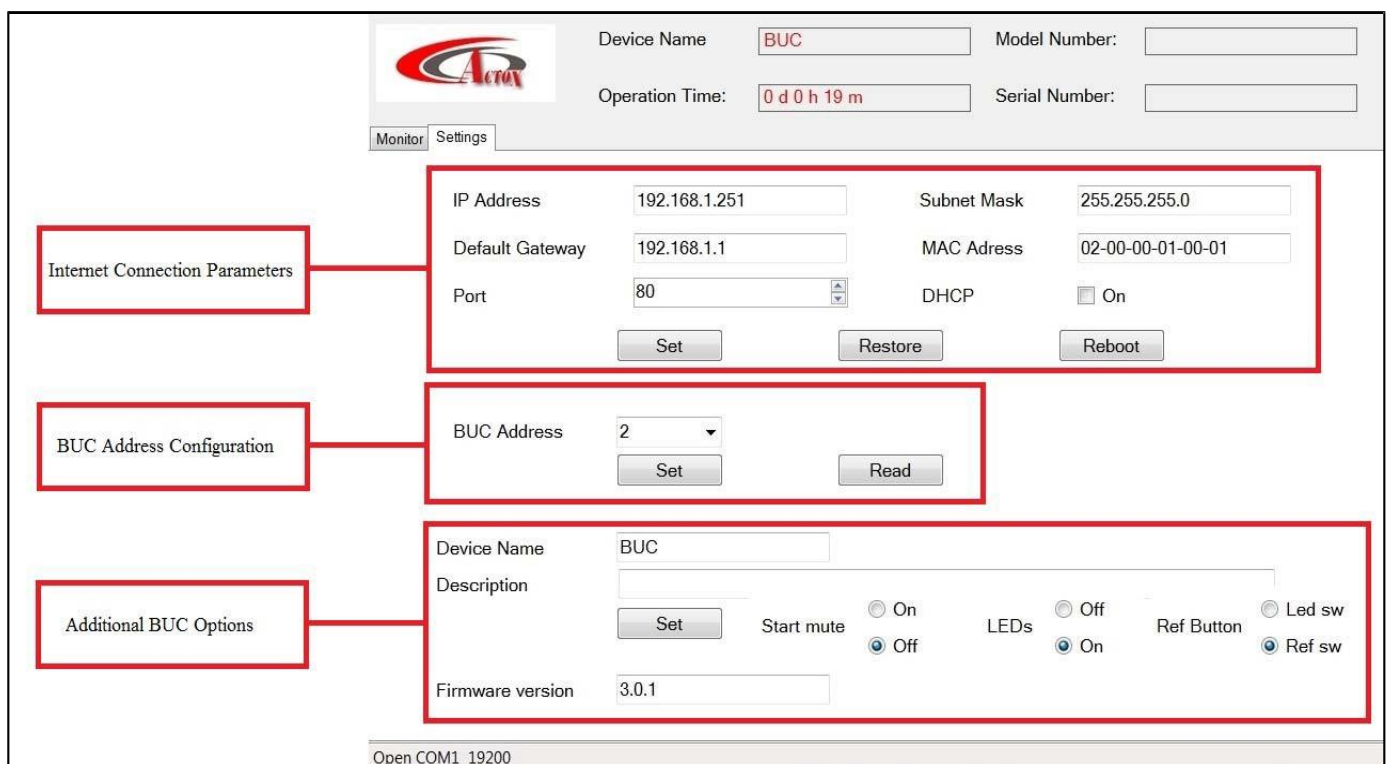 ACTOX
Device Name BUC Model Number:
Operation Time: 0 d 0 h 19 m Serial Number:
Monitor Settings
Internet Connection Parameters
IP Address 192.168.1.251 Subnet Mask 255.255.255.0
Default Gateway 192.168.1.1 MAC Adress 02-00-00-01-00-01
Port 80 DHCP On
Set Restore Reboot
BUC Address Configuration
BUC Address 2
Set Read
Additional BUC Options
Device Name BUC
Description
Set Start mute On Off LEDs Off On Ref Button Led sw Ref sw
Firmware version 3.0.1
Open COM1 19200